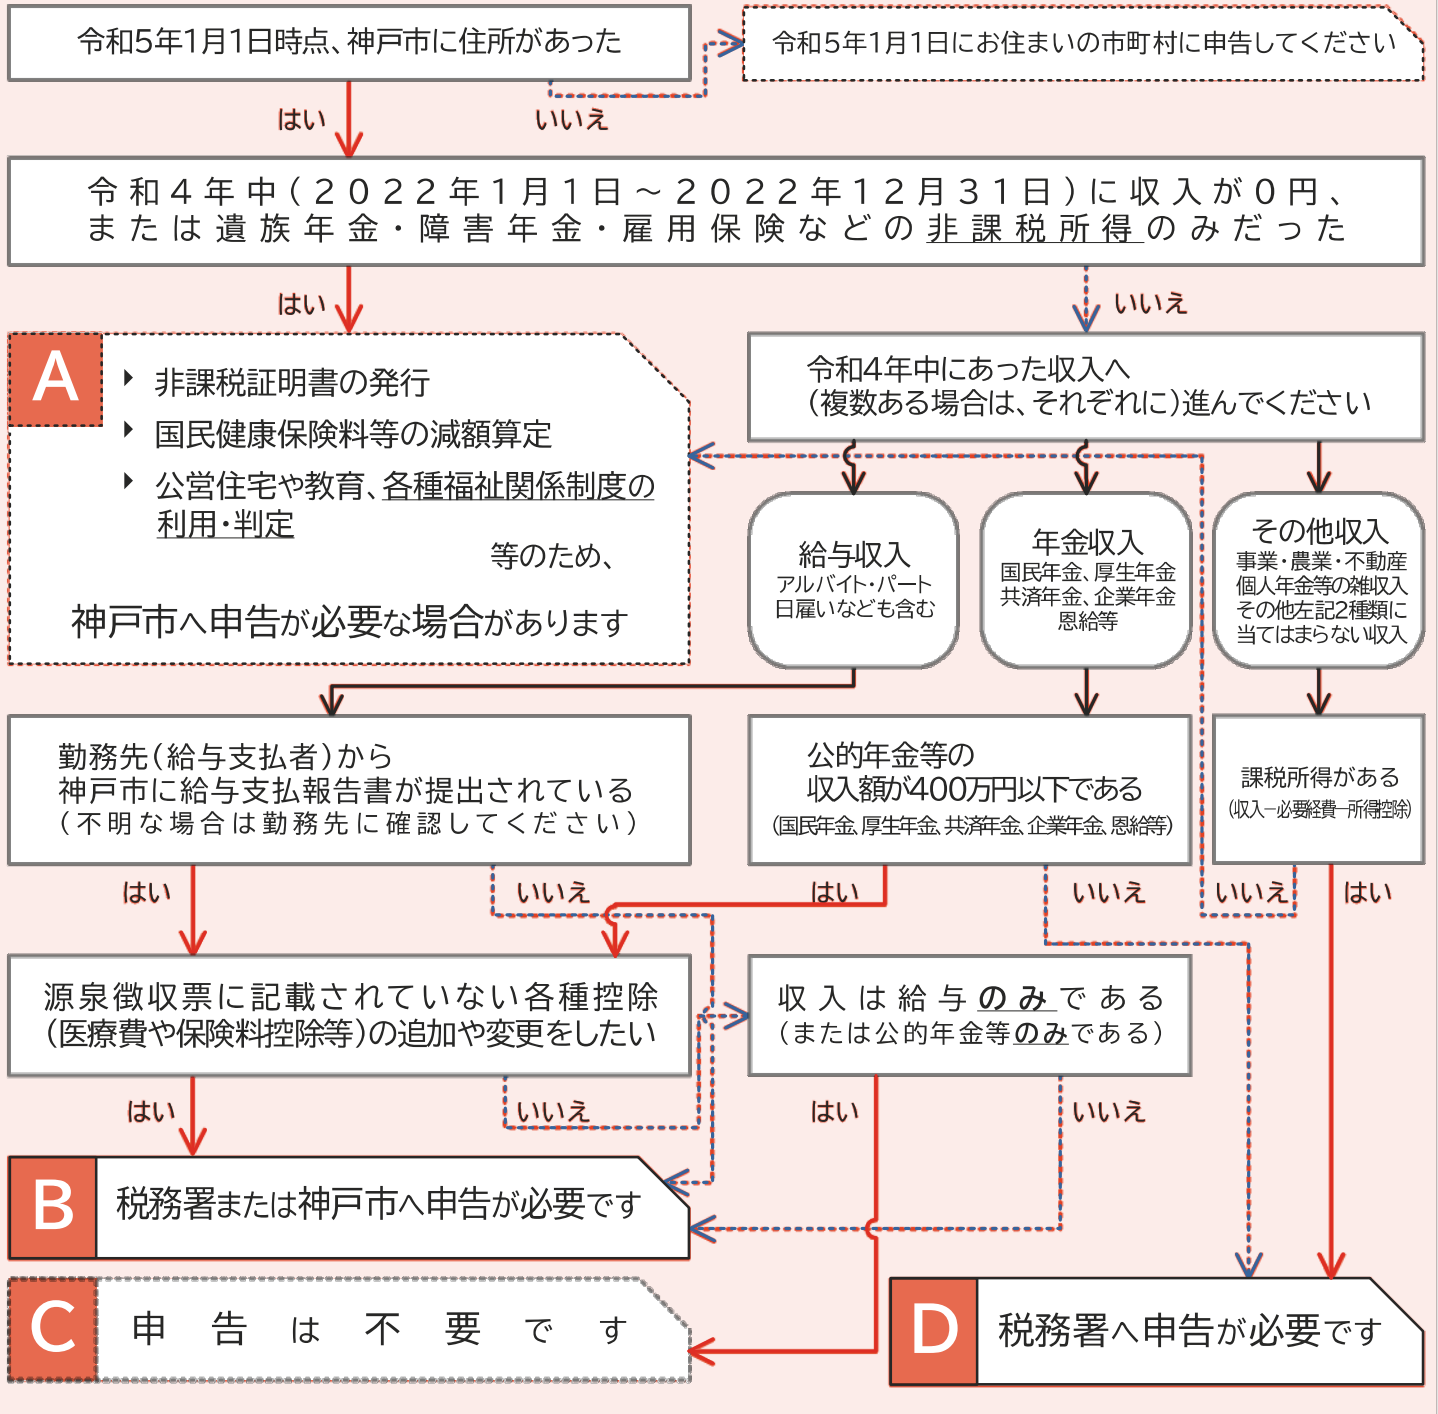 令和5年1月1日時点、神戸市に住所があった
令和5年1月1日にお住まいの市町村に申告してください
はい
いいえ
令和4年中(2022年1月1日～2022年12月31日)に収入が0円、
または遺族年金・障害年金・雇用保険などの非課税所得のみだった
はい
いいえ
A
非課税証明書の発行
国民健康保険料等の減額算定
公営住宅や教育、各種福祉関係制度の
利用・判定
等のため、
神戸市へ申告が必要な場合があります
令和4年中にあった収入へ
(複数ある場合は、それぞれに)進んでください
給与収入
アルバイト・パート
日雇いなども含む
年金収入
国民年金、厚生年金
共済年金、企業年金
恩給等
その他収入
事業・農業・不動産
個人年金等の雑収入
その他左記2種類に
当てはまらない収入
勤務先(給与支払者)から
神戸市に給与支払報告書が提出されている
(不明な場合は勤務先に確認してください)
公的年金等の
収入額が400万円以下である
(国民年金、厚生年金、共済年金、企業年金、恩給等)
課税所得がある
(収入－必要経費－所得控除)
はい
いいえ
はい
いいえ
いいえ
はい
源泉徴収票に記載されていない各種控除
(医療費や保険料控除等)の追加や変更をしたい
収入は給与のみである
(または公的年金等のみである)
はい
いいえ
はい
いいえ
B
税務署または神戸市へ申告が必要です
C
申告は不要です
D
税務署へ申告が必要です